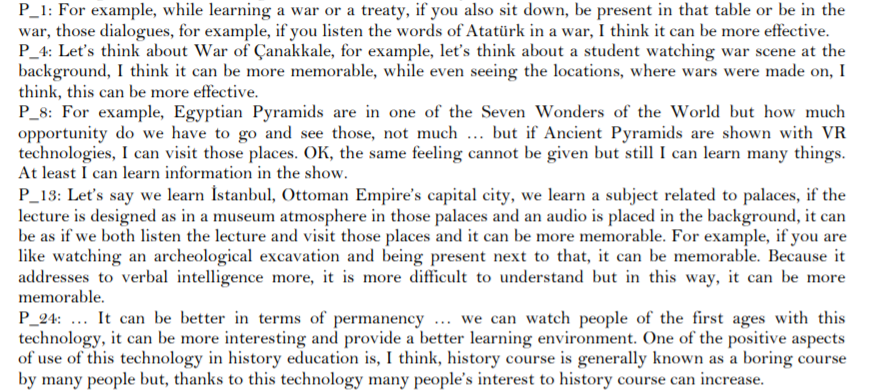 P_1: For example, while learning a war or a treaty, if you also sit down, be present in that table or be in the
war, those dialogues, for example, if you listen the words of Atatürk in a war, I think it can be more effective.
P_4: Let's think about War of Çanakkale, for example, let's think about a student watching war scene at the
background, I think it can be more memorable, while even seeing the locations, where wars were made on, I
think, this can be more effective.
P_8: For example, Egyptian Pyramids are in one of the Seven Wonders of the World but how much
opportunity do we have to go and see those, not much … but if Ancient Pyramids are shown with VR
technologies, I can visit those places. OK, the same feeling cannot be given but still I can learn many things.
At least I can learn information in the show.
P_13: Let's say we learn İstanbul, Ottoman Empire's capital city, we learn a subject related to palaces, if the
lecture is designed as in a museum atmosphere in those palaces and an audio is placed in the background, it can
be as if we both listen the lecture and visit those places and it can be more memorable. For example, if you are
like watching an archeological excavation and being present next to that, it can be memorable. Because it
addresses to verbal intelligence more, it is more difficult to understand but in this way, it can be more
memorable.
P_24: … It can be better in terms of permanency … we can watch people of the first ages with this
technology, it can be more interesting and provide a better learning environment. One of the positive aspects
of use of this technology in history education is, I think, history course is generally known as a boring course
by many people but, thanks to this technology many people's interest to history course can increase.